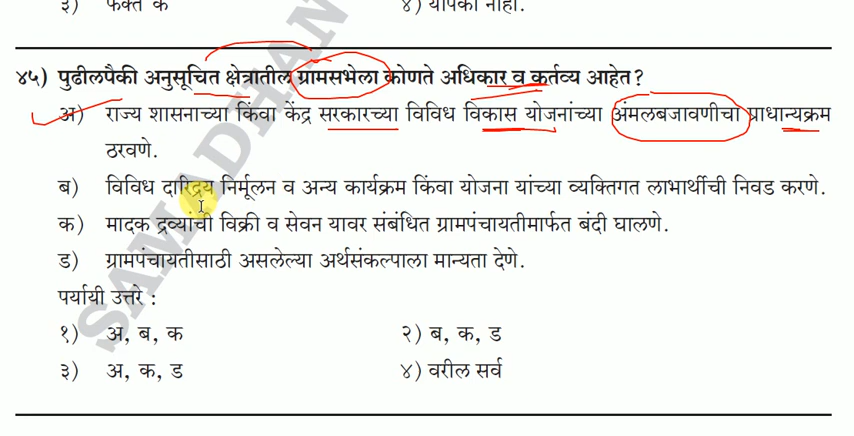 ३) फक्त क ४) यापैकी नाही.
४५) पुढीलपैकी अनुसूचित क्षेत्रातील ग्रामसभेला कोणते अधिकार व कर्तव्य आहेत?
अ) राज्य शासनाच्या किंवा केंद्र सरकारच्या विविध विकास योजनांच्या अंमलबजावणीचा प्राधान्यक्रम
ठरवणे.
ब) विविध दारिद्र्य निर्मूलन व अन्य कार्यक्रम किंवा योजना यांच्या व्यक्तिगत लाभार्थीची निवड करणे.
क) मादक द्रव्यांची विक्री व सेवन यावर संबंधित ग्रामपंचायतीमार्फत बंदी घालणे.
ड) ग्रामपंचायतीसाठी असलेल्या अर्थसंकल्पाला मान्यता देणे.
पर्यायी उत्तरे :
१) अ, ब, क २) ब, क, ड
३) अ, क, ड ४) वरील सर्व
SAMADHAN